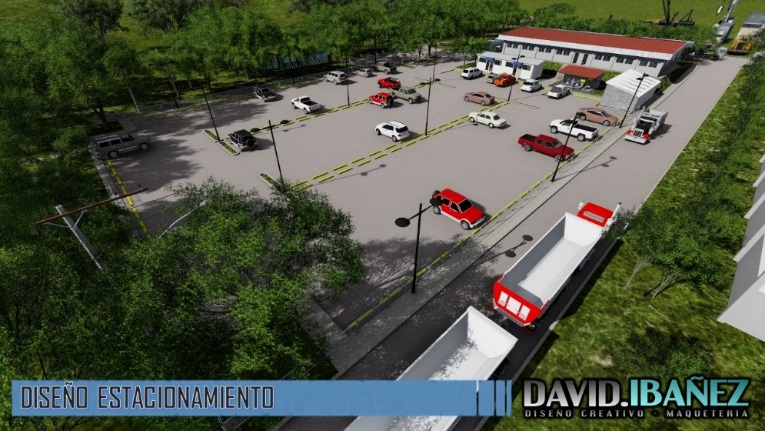 DISEÑO ESTACIONAMIENTO
DAVID.IBAÑEZ
DISEÑO CREATIVO - MAQUETERIA